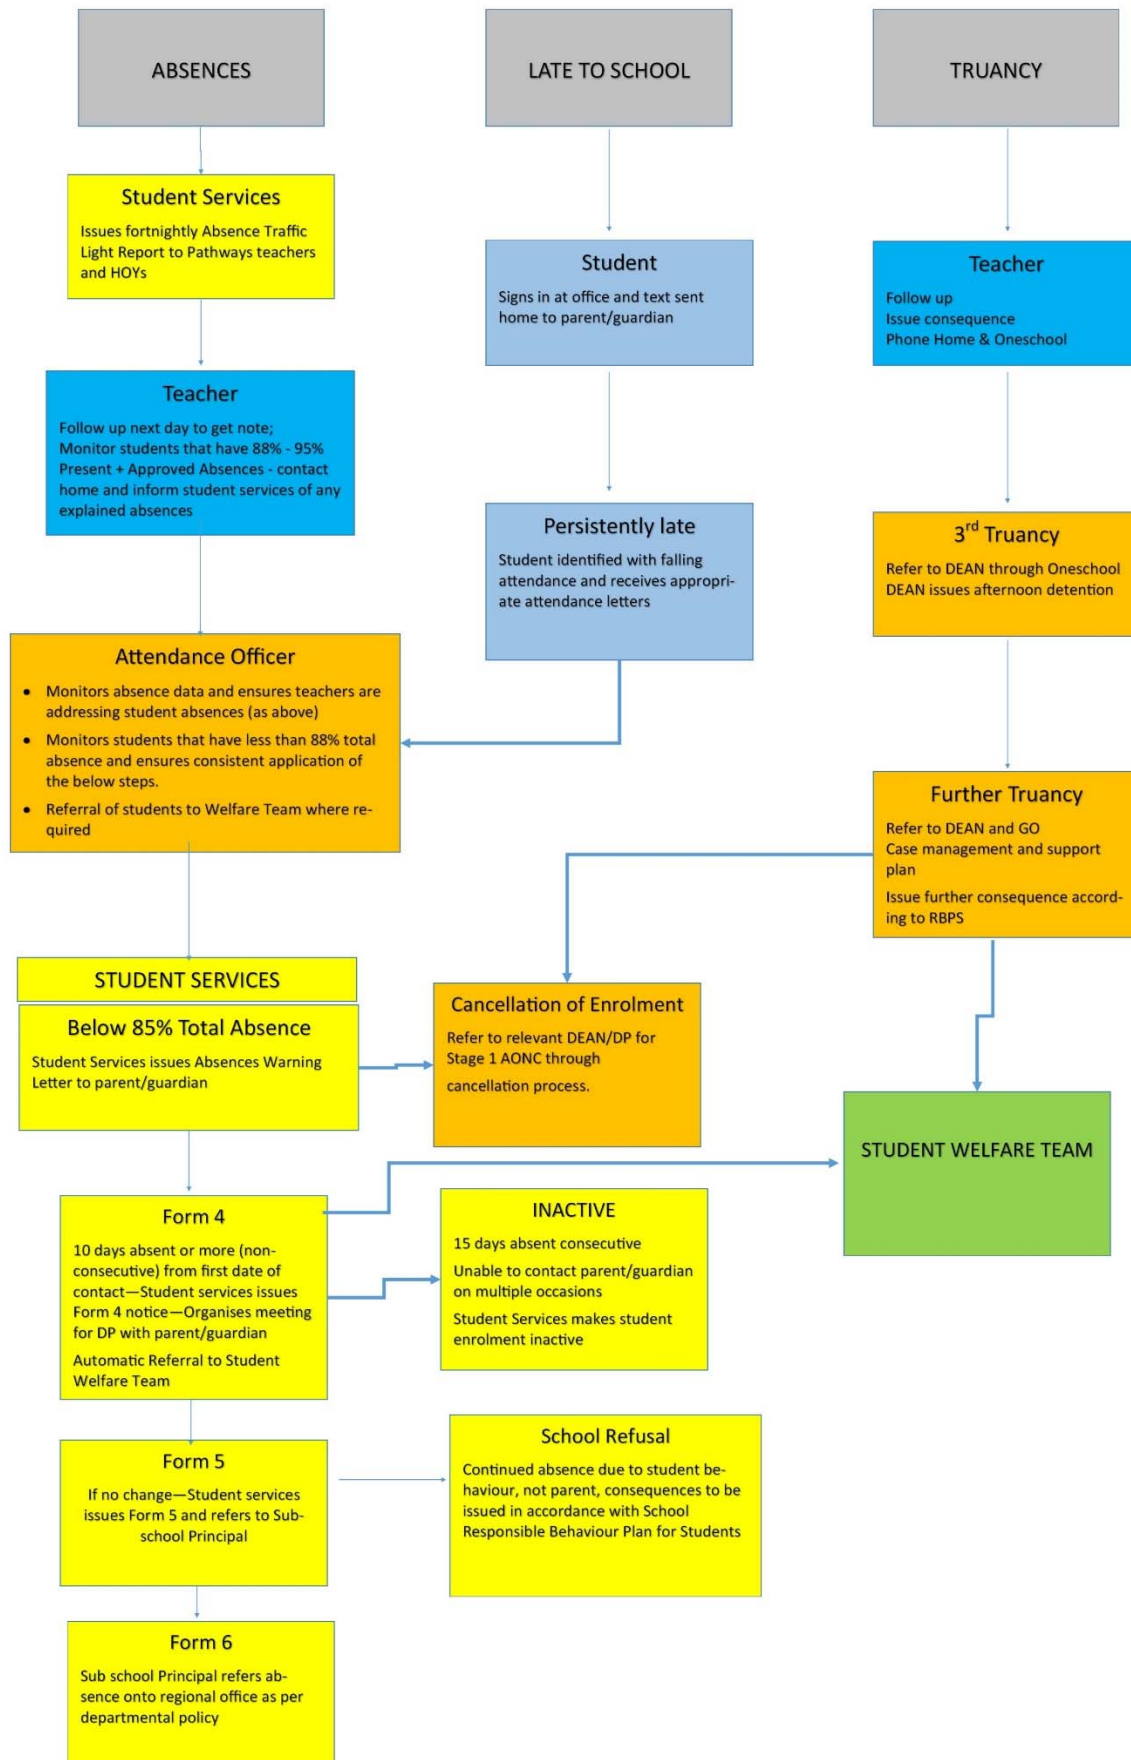 ABSENCES
LATE TO SCHOOL
TRUANCY
Student Services
Issues fortnightly Absence Traffic
Light Report to Pathways teachers
and HOYs
Student
Signs in at office and text sent
home to parent/guardian
Teacher
Follow up
Issue consequence
Phone Home & Oneschool
Teacher
Follow up next day to get note;
Monitor students that have 88% - 95%
Present + Approved Absences - contact
home and inform student services of any
explained absences
Persistently late
Student identified with falling
attendance and receives appropri-
ate attendance letters
3rd Truancy
Refer to DEAN through Oneschool
DEAN issues afternoon detention
Attendance Officer
• Monitors absence data and ensures teachers are
addressing student absences (as above)
• Monitors students that have less than 88% total
absence and ensures consistent application of
the below steps.
• Referral of students to Welfare Team where re-
quired
Further Truancy
Refer to DEAN and GO
Case management and support
plan
Issue further consequence accord-
ing to RBPS
STUDENT SERVICES
Below 85% Total Absence
Student Services issues Absences Warning
Letter to parent/guardian
Cancellation of Enrolment
Refer to relevant DEAN/DP for
Stage 1 AONC through
cancellation process.
STUDENT WELFARE TEAM
Form 4
10 days absent or more (non-
consecutive) from first date of
contact—Student services issues
Form 4 notice—Organises meeting
for DP with parent/guardian
Automatic Referral to Student
Welfare Team
INACTIVE
15 days absent consecutive
Unable to contact parent/guardian
on multiple occasions
Student Services makes student
enrolment inactive
Form 5
If no change—Student services
issues Form 5 and refers to Sub-
school Principal
School Refusal
Continued absence due to student be-
haviour, not parent, consequences to be
issued in accordance with School
Responsible Behaviour Plan for Students
Form 6
Sub school Principal refers ab-
sence onto regional office as per
departmental policy